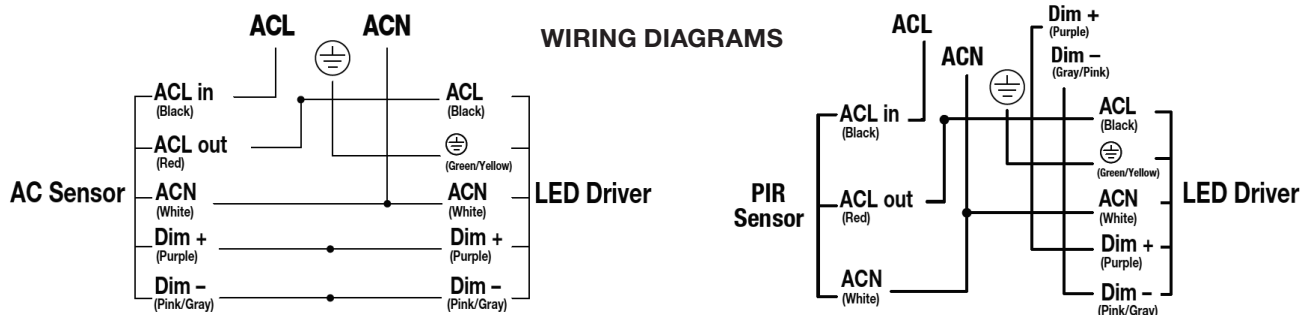 WIRING DIAGRAMS
ACL
ACN
AC Sensor
ACL in
(Black)
ACL out
(Red)
ACN
(White)
Dim +
(Purple)
Dim –
(Pink/Gray)
ACL
(Black)
(Green/Yellow)
ACN
(White)
Dim +
(Purple)
Dim –
(Pink/Gray)
LED Driver
ACL
ACN
Dim +
(Purple)
Dim –
(Gray/Pink)
PIR
Sensor
ACL in
(Black)
ACL out
(Red)
ACN
(White)
ACL
(Black)
(Green/Yellow)
ACN
(White)
Dim +
(Purple)
Dim –
(Pink/Gray)
LED Driver